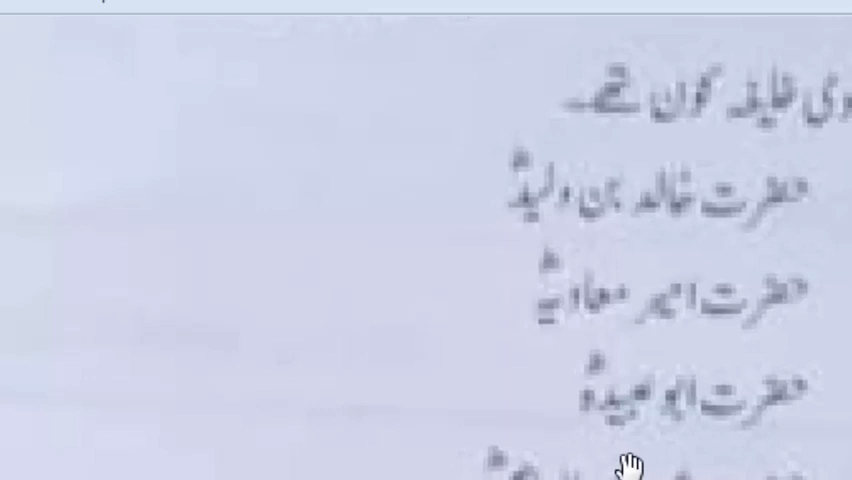 خلیفہ کون تھے۔
حضرت خالد بن ولیدؓ
حضرت امیر معاویہؓ
حضرت ابو عبیدہؓ